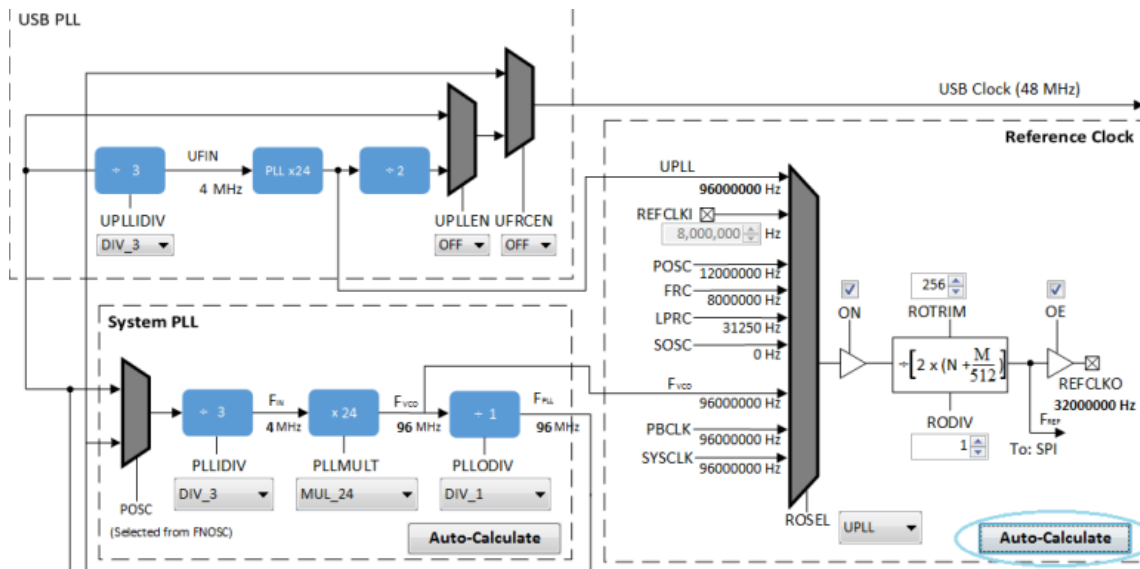 USB PLL
USB Clock (48 MHz)
÷ 3
UFIN
4 MHz
PLL x24
÷ 2
UPLLIDIV
DIV_3
UPLLEN
OFF
UFRCEN
OFF
Reference Clock
UPLL
96000000 Hz
REFCLKI
8,000,000 Hz
POSC
12000000Hz
FRC
8000000 Hz
LPRC
31250 Hz
SOSC
0 Hz
FVCO
96000000 Hz
PBCLK
96000000 Hz
SYSCLK
96000000Hz
ROSEL
UPLL
ON
256
ROTRIM
÷[2 x (N + M/512)]
RODIV
1
OE
REFCLKO
32000000 Hz
FREF
To: SPI
Auto-Calculate
System PLL
POSC
(Selected from FNOSC)
÷ 3
FIN
4 MHz
x 24
FVCO
96 MHz
÷ 1
FPLL
96 MHz
PLLIDIV
DIV_3
PLLMULT
MUL_24
PLLODIV
DIV_1
Auto-Calculate